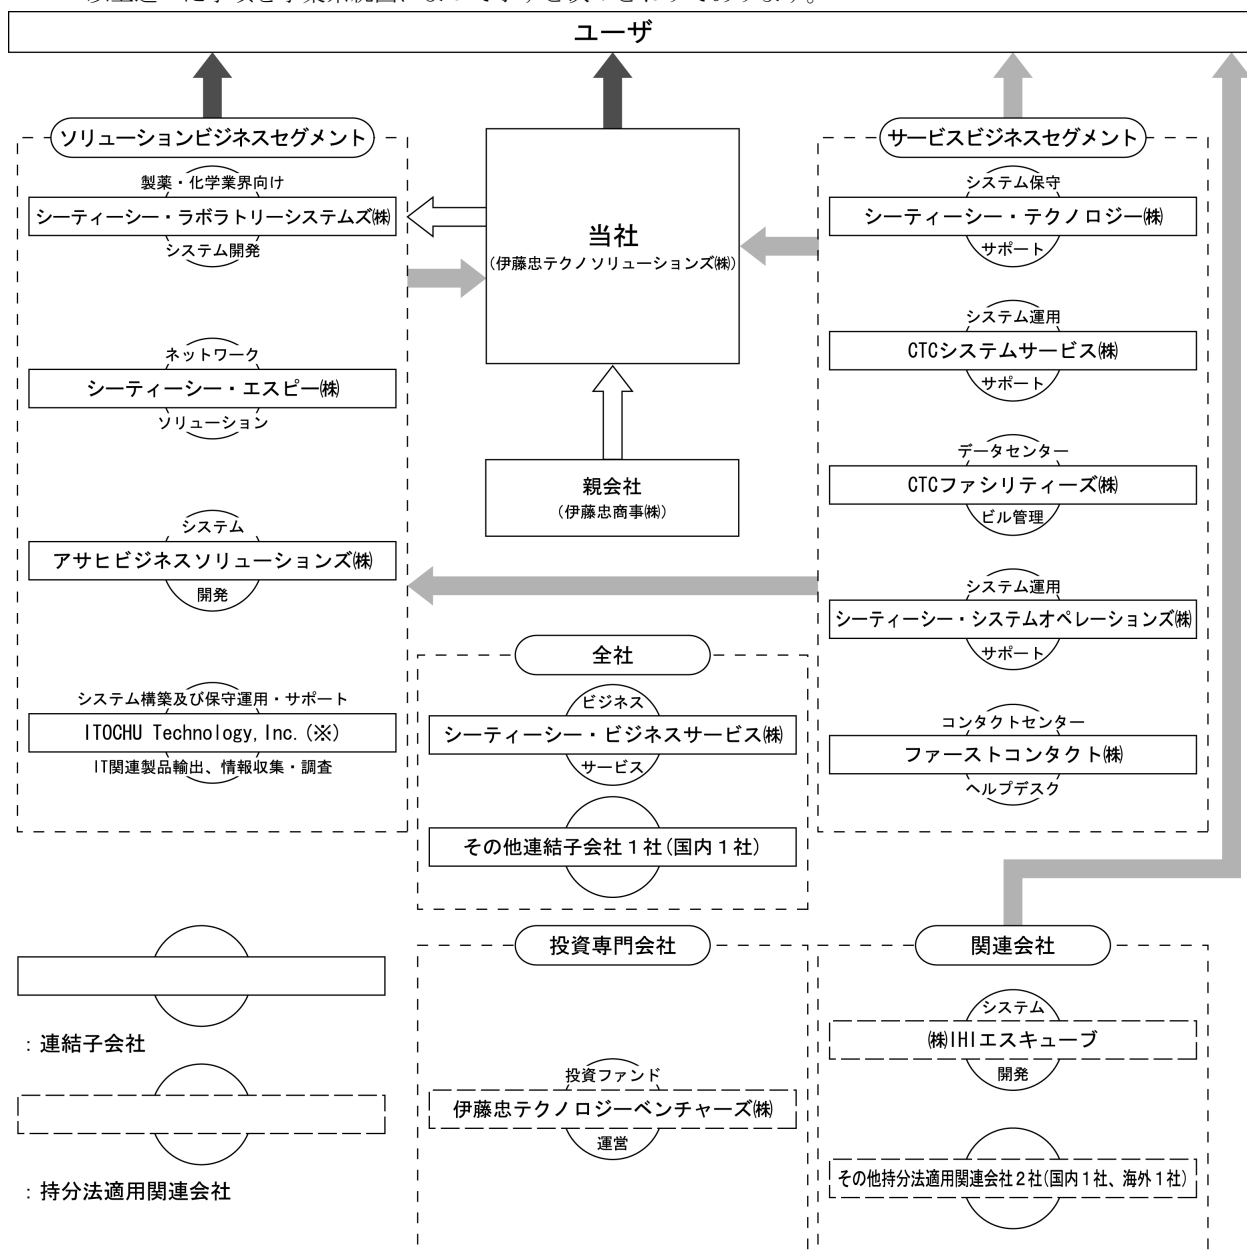 ユーザ
ソリューションビジネスセグメント
製薬・化学業界向け
シーティーシー・ラボラトリーシステムズ㈱
システム開発
ネットワーク
シーティーシー・エスピー㈱
ソリューション
システム
アサヒビジネスソリューションズ㈱
開発
システム構築及び保守運用・サポート
ITOCHU Technology, Inc. (※)
IT関連製品輸出、情報収集・調査
当社
(伊藤忠テクノソリューションズ㈱)
親会社
(伊藤忠商事㈱)
サービスビジネスセグメント
システム保守
シーティーシー・テクノロジー㈱
サポート
システム運用
CTCシステムサービス㈱
サポート
データセンター
CTCファシリティーズ㈱
ビル管理
システム運用
シーティーシー・システムオペレーションズ㈱
サポート
コンタクトセンター
ファーストコンタクト㈱
ヘルプデスク
全社
ビジネス
シーティーシー・ビジネスサービス㈱
サービス
その他連結子会社1社(国内1社)
投資専門会社
投資ファンド
伊藤忠テクノロジーベンチャーズ㈱
運営
関連会社
システム
㈱IHIエスキューブ
開発
その他持分法適用関連会社2社(国内1社、海外1社)
：連結子会社
：持分法適用関連会社